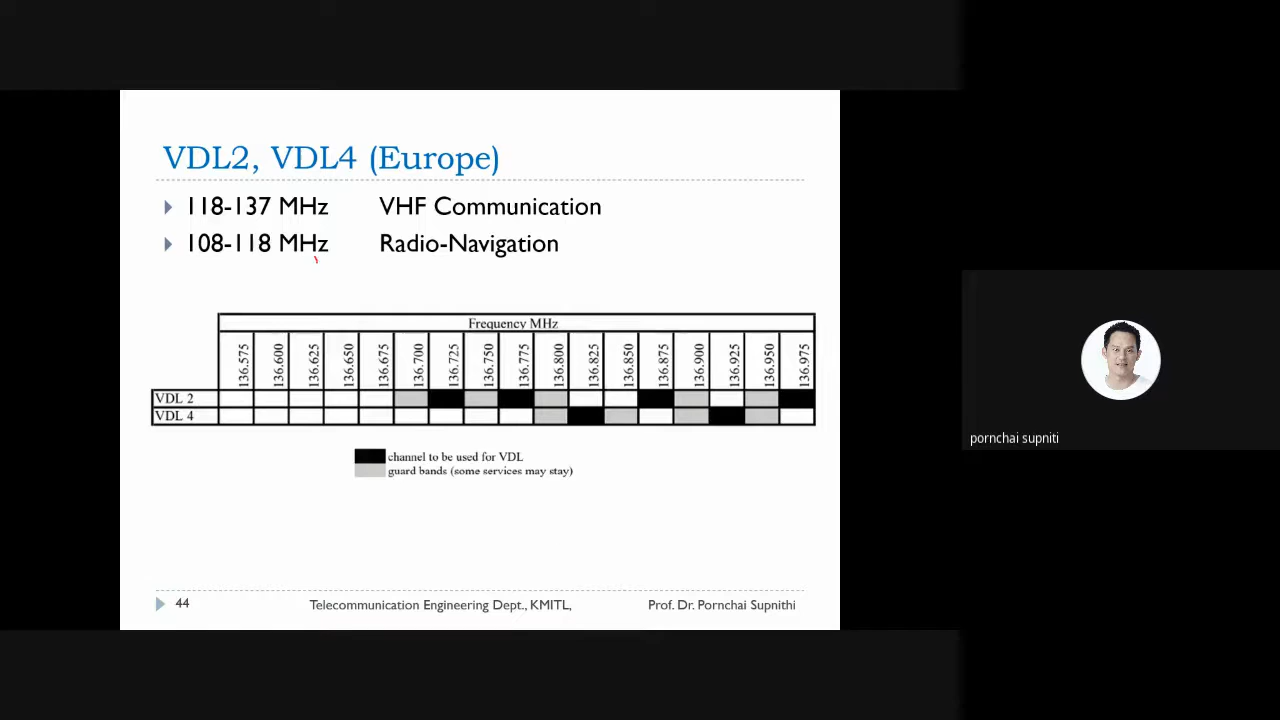 VDL2, VDL4 (Europe)
118-137 MHz VHF Communication
108-118 MHz Radio-Navigation
Frequency MHz
136.575 136.600 136.625 136.650 136.675 136.700 136.725 136.750 136.775 136.800 136.825 136.850 136.875 136.900 136.925 136.950 136.975
VDL 2
VDL 4
channel to be used for VDL
guard bands (some services may stay)
44 Telecommunication Engineering Dept., KMITL, Prof. Dr. Pornchai Supnithi
pornchai supniti